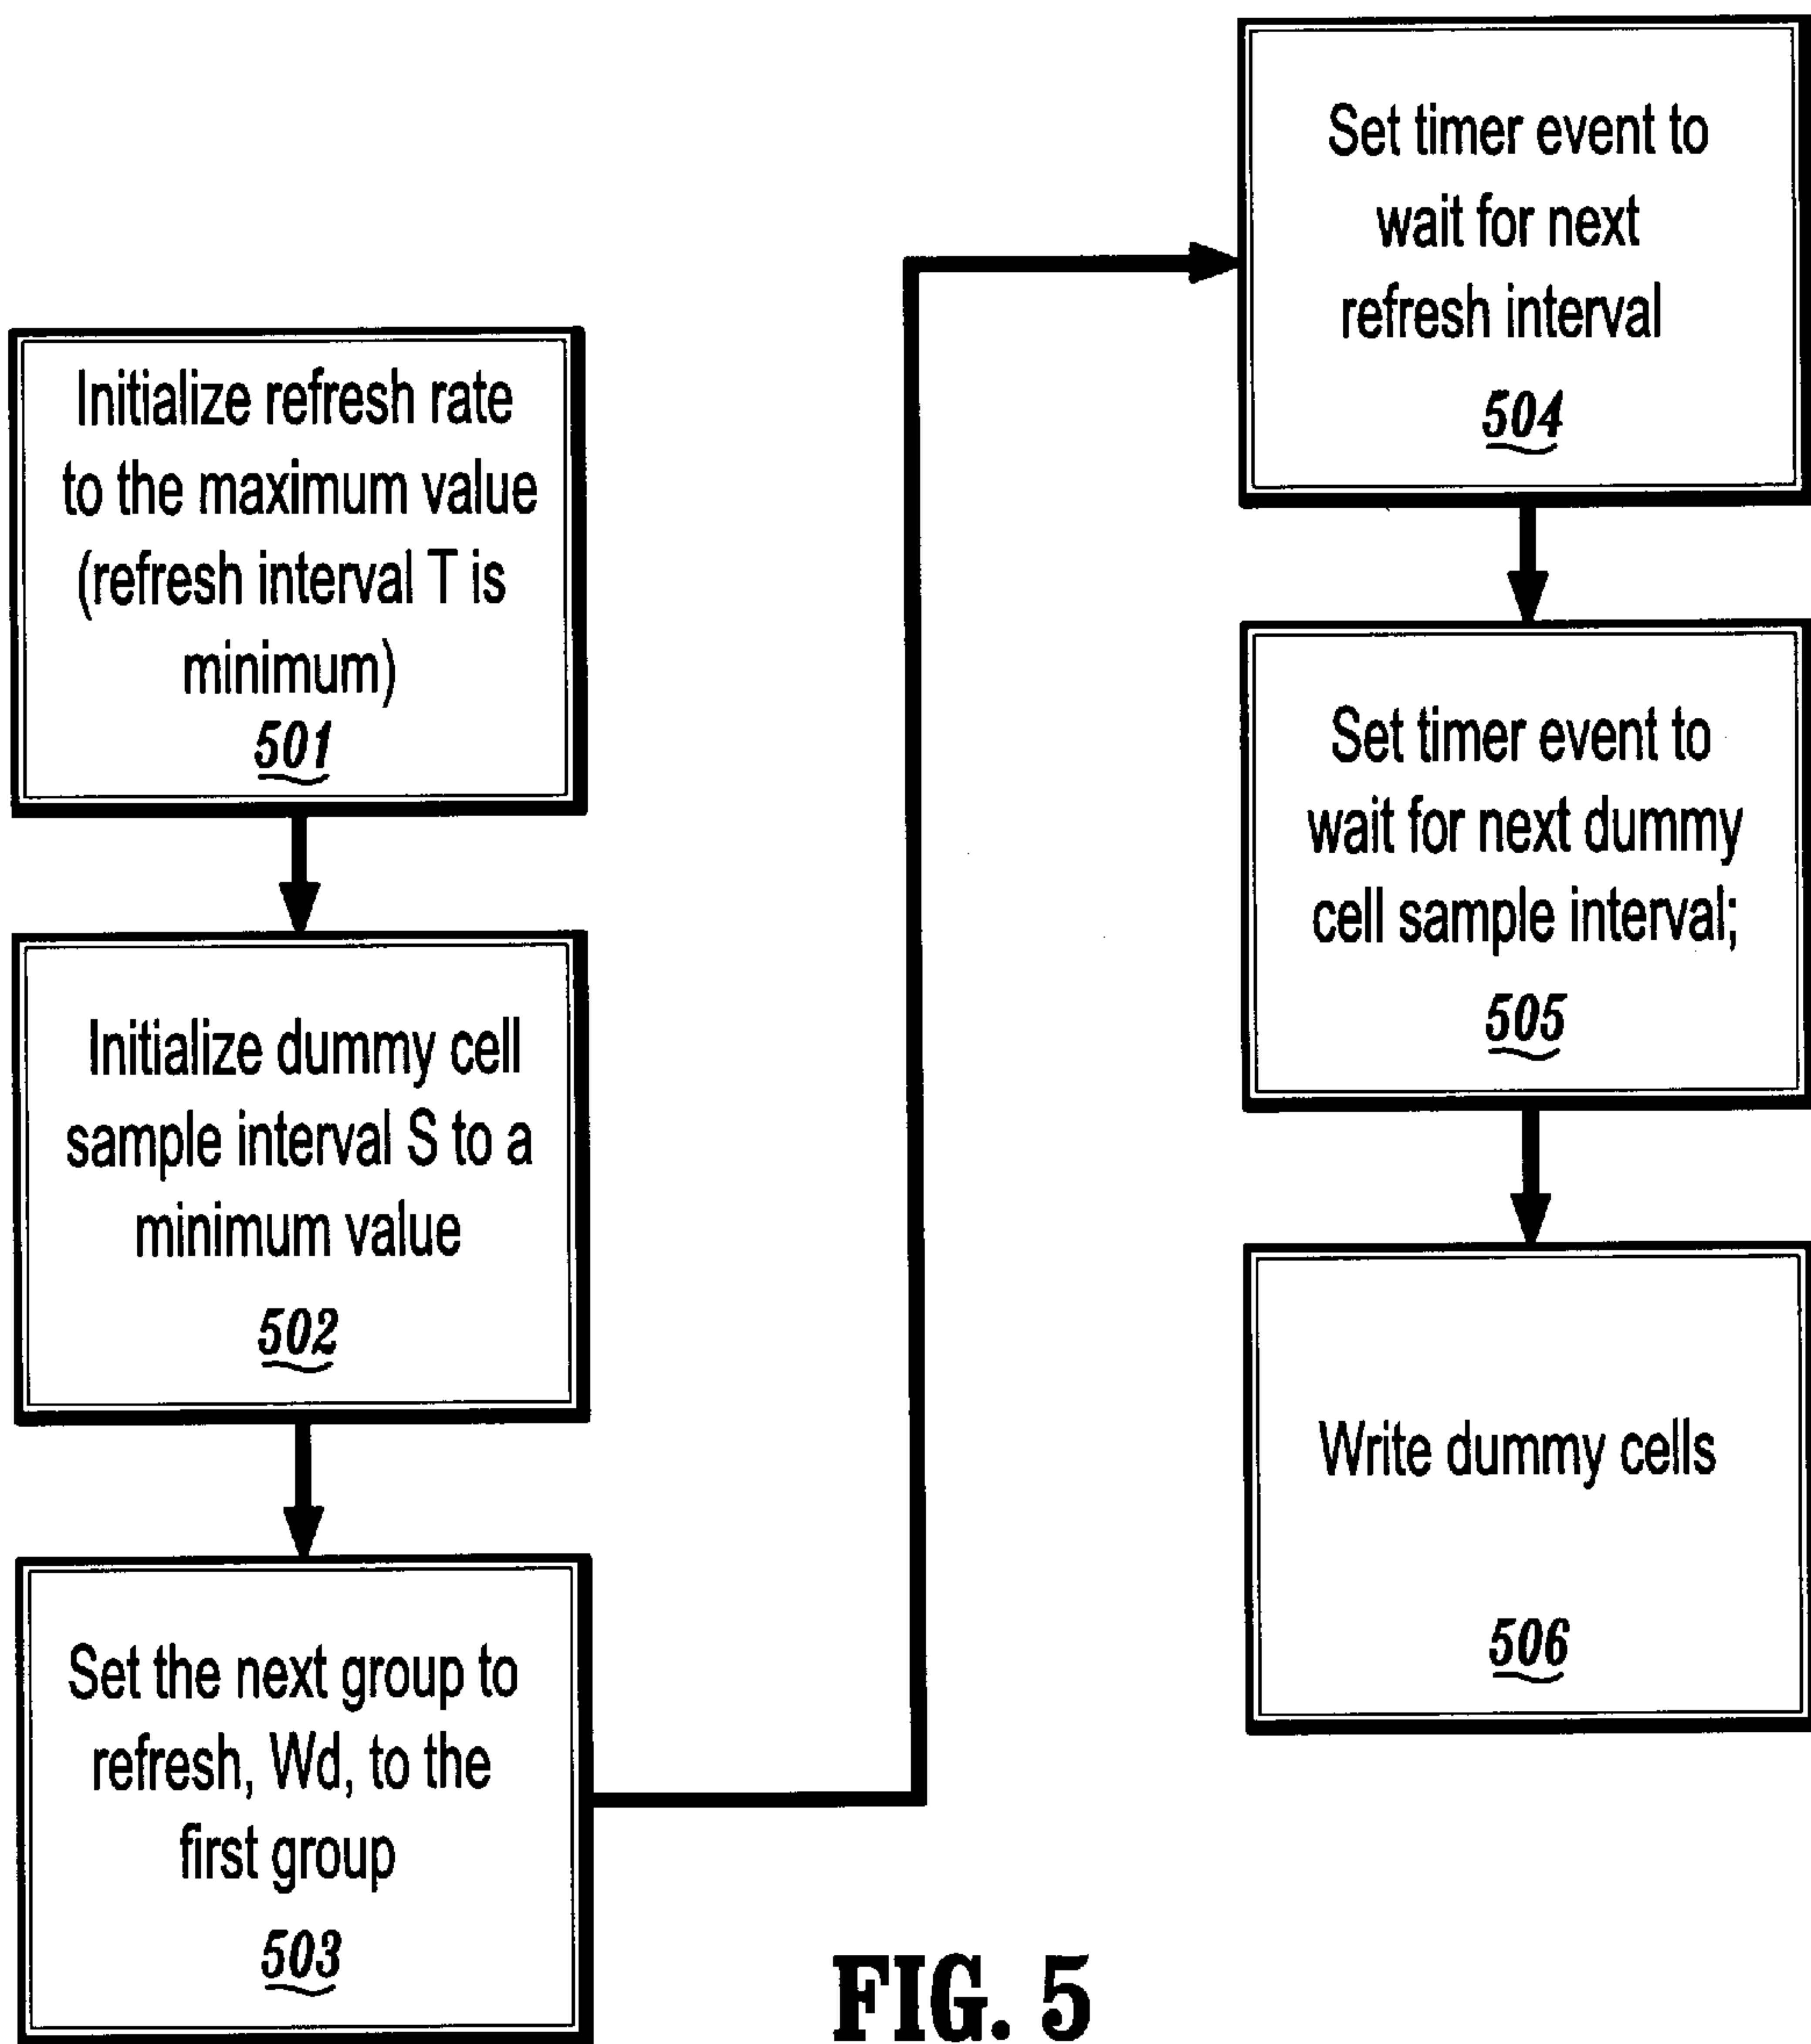 Initialize refresh rate
to the maximum value
(refresh interval T is
minimum)
501
Initialize dummy cell
sample interval S to a
minimum value
502
Set the next group to
refresh, Wd, to the
first group
503
Set timer event to
wait for next
refresh interval
504
Set timer event to
wait for next dummy
cell sample interval;
505
Write dummy cells
506
FIG. 5